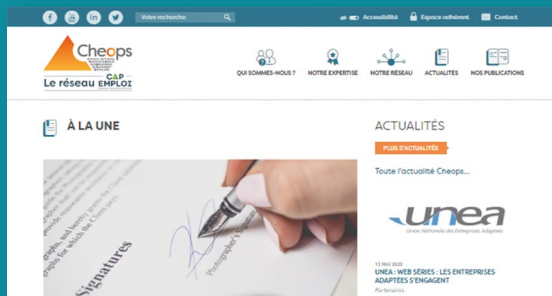 Votre recherche
Accessibilité
Espace adhérent
Contact
Cheops
Le réseau CAP EMPLOI
QUI SOMMES-NOUS ?
NOTRE EXPERTISE
NOTRE RÉSEAU
ACTUALITÉS
NOS PUBLICATIONS
À LA UNE
Signatures
Photographer's Signature
ACTUALITÉS
PLUS D'ACTUALITÉS
Toute l'actualité Cheops...
unea
Union Nationale des Entreprises Adaptées
13 MAI 2020
UNEA : WEB SÉRIES : LES ENTREPRISES
ADAPTÉES S'ENGAGENT
Partenaires